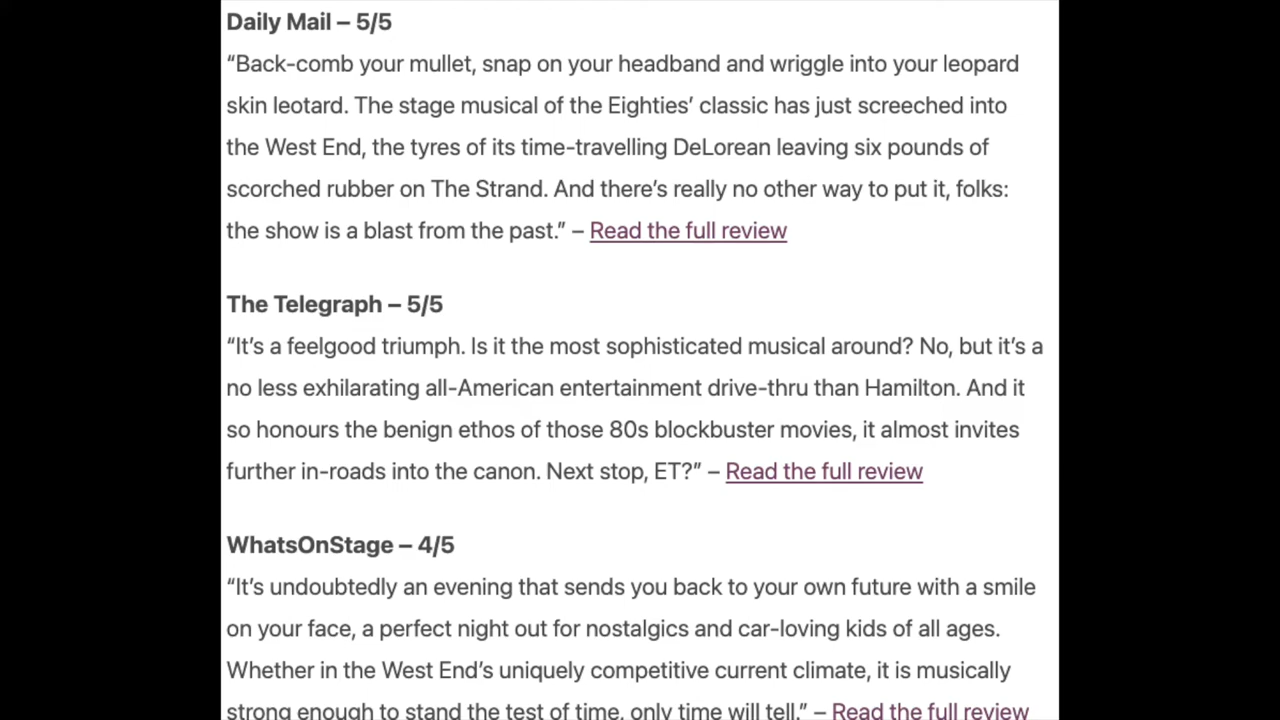 Daily Mail – 5/5
“Back-comb your mullet, snap on your headband and wriggle into your leopard
skin leotard. The stage musical of the Eighties’ classic has just screeched into
the West End, the tyres of its time-travelling DeLorean leaving six pounds of
scorched rubber on The Strand. And there’s really no other way to put it, folks:
the show is a blast from the past.” – Read the full review
The Telegraph – 5/5
“It’s a feelgood triumph. Is it the most sophisticated musical around? No, but it’s a
no less exhilarating all-American entertainment drive-thru than Hamilton. And it
so honours the benign ethos of those 80s blockbuster movies, it almost invites
further in-roads into the canon. Next stop, ET?” – Read the full review
WhatsOnStage – 4/5
“It’s undoubtedly an evening that sends you back to your own future with a smile
on your face, a perfect night out for nostalgics and car-loving kids of all ages.
Whether in the West End’s uniquely competitive current climate, it is musically
strong enough to stand the test of time, only time will tell.” – Read the full review